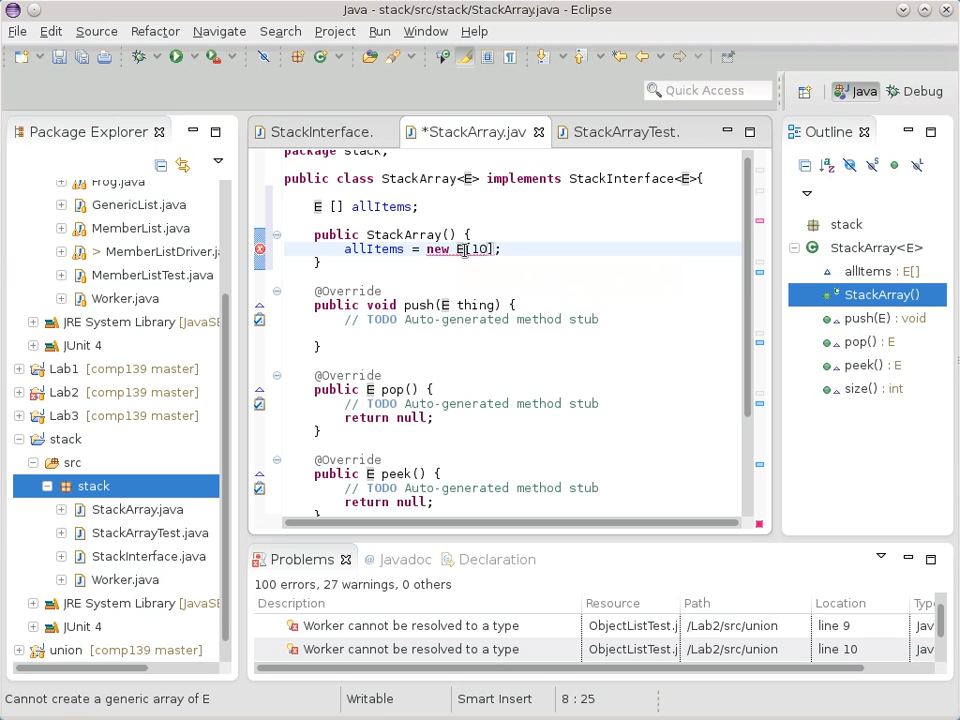 Java - stack/src/stack/StackArray.java - Eclipse
File Edit Source Refactor Navigate Search Project Run Window Help
Quick Access
Java
Debug
Package Explorer
StackInterface.
*StackArray.jav
StackArrayTest.
Outline
Frog.java
GenericList.java
MemberList.java
> MemberListDriver.ja
MemberListTest.java
Worker.java
JRE System Library [JavaSE
JUnit 4
Lab1 [comp139 master]
Lab2 [comp139 master]
Lab3 [comp139 master]
stack
src
stack
StackArray.java
StackArrayTest.java
StackInterface.java
Worker.java
JRE System Library [JavaSE
JUnit 4
union [comp139 master]
package stack;
public class StackArray<E> implements StackInterface<E>{
E [] allItems;
public StackArray() {
allItems = new E[10];
}
@Override
public void push(E thing) {
// TODO Auto-generated method stub
}
@Override
public E pop() {
// TODO Auto-generated method stub
return null;
}
@Override
public E peek() {
// TODO Auto-generated method stub
return null;
}
stack
StackArray<E>
allItems : E[]
StackArray()
push(E) : void
pop() : E
peek() : E
size() : int
Problems
@ Javadoc
Declaration
100 errors, 27 warnings, 0 others
Description Resource Path Location Type
Worker cannot be resolved to a type ObjectListTest.j /Lab2/src/union line 9 Jav
Worker cannot be resolved to a type ObjectListTest.j /Lab2/src/union line 10 Jav
Cannot create a generic array of E
Writable
Smart Insert
8 : 25